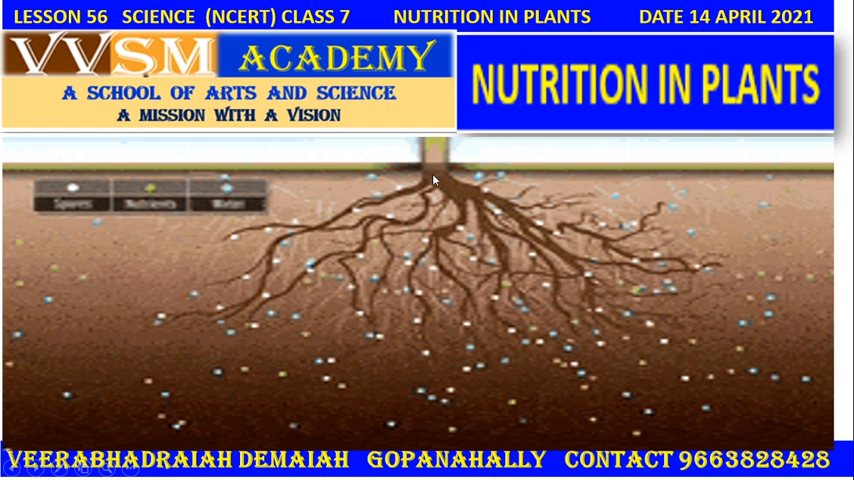 LESSON 56 SCIENCE (NCERT) CLASS 7 NUTRITION IN PLANTS DATE 14 APRIL 2021
VVSM ACADEMY
A SCHOOL OF ARTS AND SCIENCE
A MISSION WITH A VISION
NUTRITION IN PLANTS
Spores Nutrients Water
VEERABHADRAIAH DEMAIAH GOPANAHALLY CONTACT 9663828428